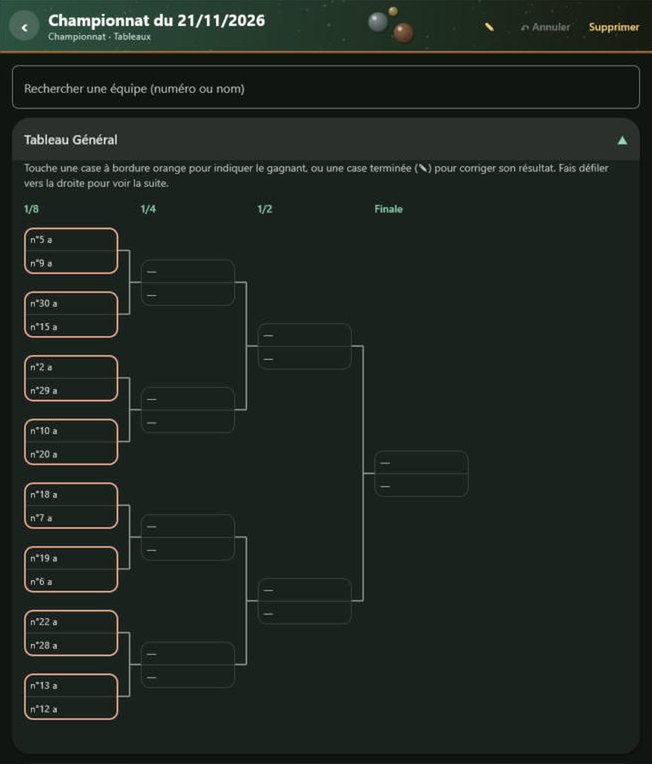 Championnat du 21/11/2026
Championnat · Tableaux
Annuler
Supprimer
Rechercher une équipe (numéro ou nom)
Tableau Général
Touche une case à bordure orange pour indiquer le gagnant, ou une case terminée (✎) pour corriger son résultat. Fais défiler
vers la droite pour voir la suite.
1/8 1/4 1/2 Finale
n°5 a
n°9 a
n°30 a
n°15 a
n°2 a
n°29 a
n°10 a
n°20 a
n°18 a
n°7 a
n°19 a
n°6 a
n°22 a
n°28 a
n°13 a
n°12 a
—
—
—
—
—
—
—
—
—
—
—
—
—
—